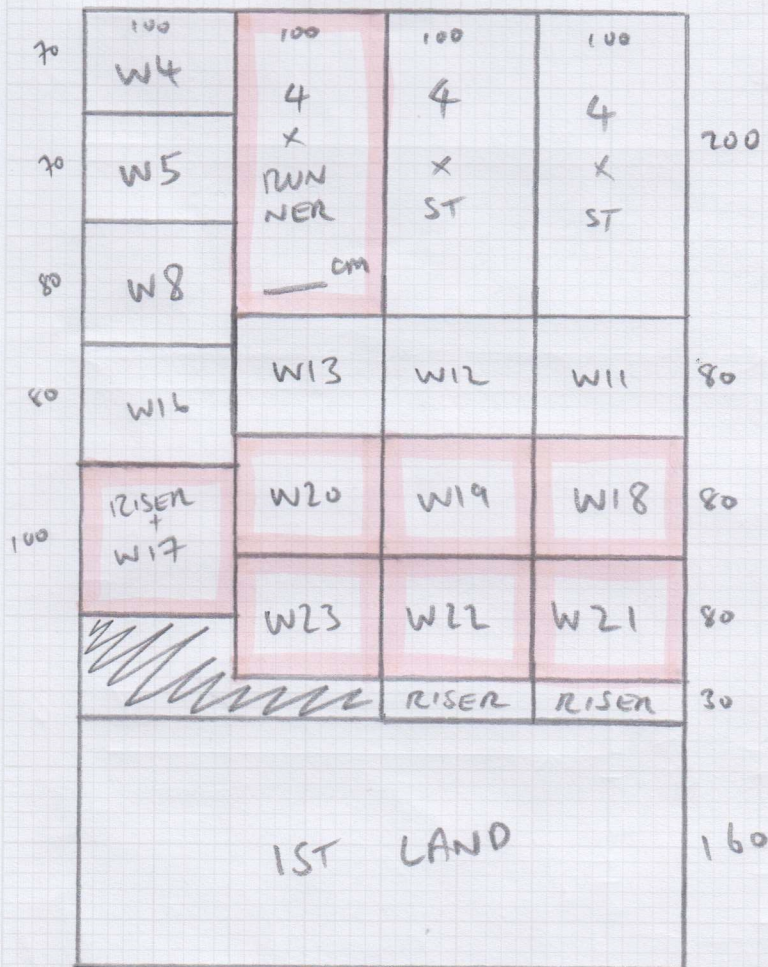 100 100 100 100
70 W4 4 4 4 200
x x x
70 W5 RUN ST ST
NER
80 W8 ___ cm
W13 W12 W11 80
80 W16
W20 W19 W18 80
100 RISER
+
W17
W23 W22 W21 80
RISER RISER 30
1ST LAND 160